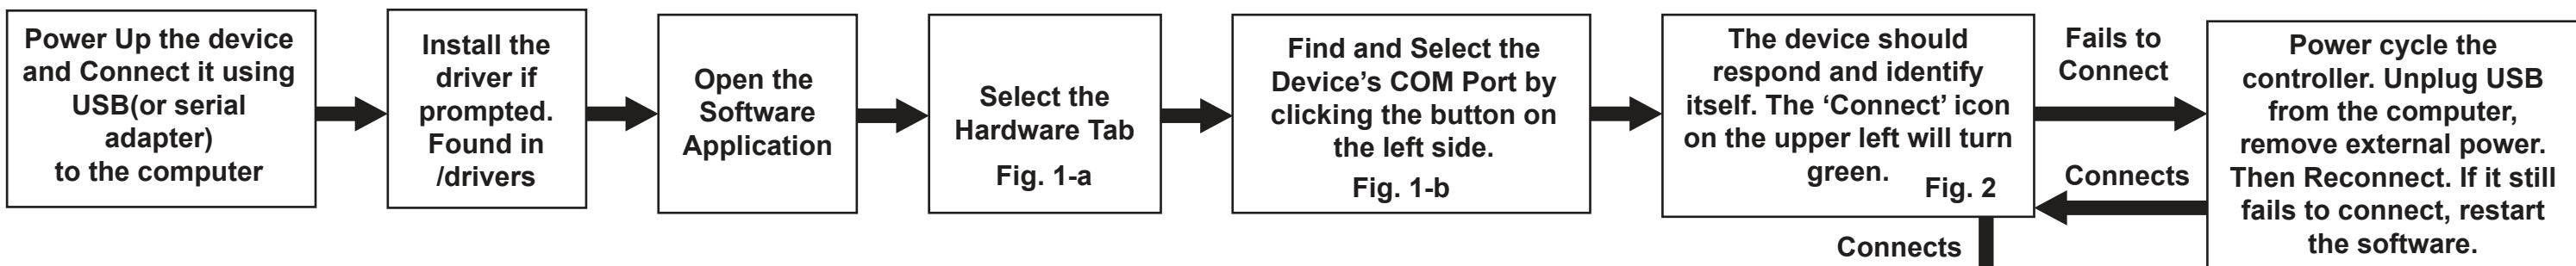 Power Up the device
and Connect it using
USB(or serial
adapter)
to the computer
Install the
driver if
prompted.
Found in
/drivers
Open the
Software
Application
Select the
Hardware Tab
Fig. 1-a
Find and Select the
Device's COM Port by
clicking the button on
the left side.
Fig. 1-b
The device should
respond and identify
itself. The ‘Connect’ icon
on the upper left will turn
green.
Fig. 2
Fails to
Connect
Connects
Connects
Power cycle the
controller. Unplug USB
from the computer,
remove external power.
Then Reconnect. If it still
fails to connect, restart
the software.